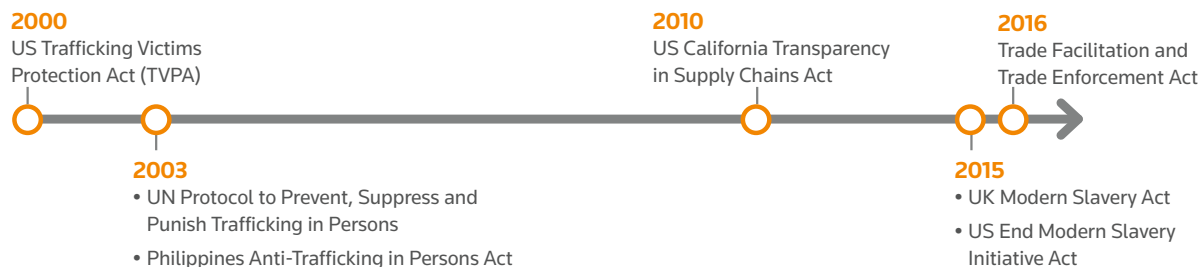 2000
US Trafficking Victims
Protection Act (TVPA)
2003
• UN Protocol to Prevent, Suppress and
Punish Trafficking in Persons
• Philippines Anti-Trafficking in Persons Act
2010
US California Transparency
in Supply Chains Act
2015
• UK Modern Slavery Act
• US End Modern Slavery
Initiative Act
2016
Trade Facilitation and
Trade Enforcement Act